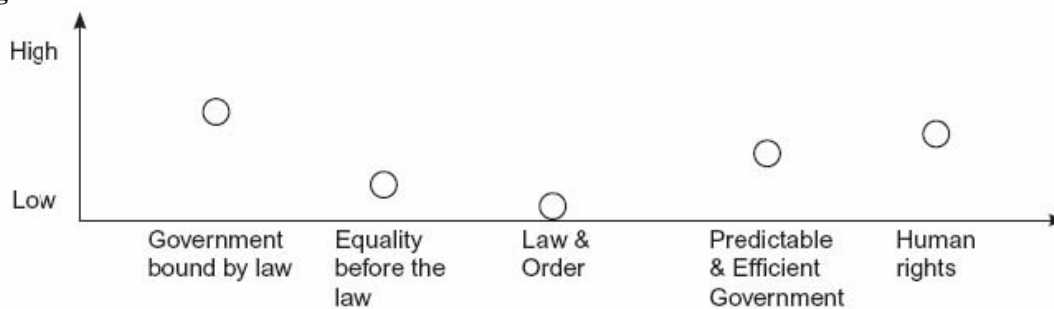 High
Low
Government
bound by law
Equality
before the
law
Law &
Order
Predictable
& Efficient
Government
Human
rights